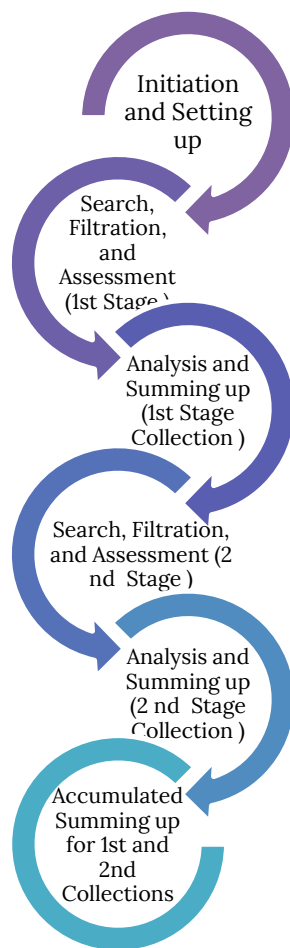 Initiation
and Setting
up
Search,
Filtration,
and
Assessment
(1st Stage )
Analysis and
Summing up
(1st Stage
Collection )
Search, Filtration,
and Assessment (2
nd Stage )
Analysis and
Summing up
(2 nd Stage
Collection )
Accumulated
Summing up
for 1st and
2nd
Collections